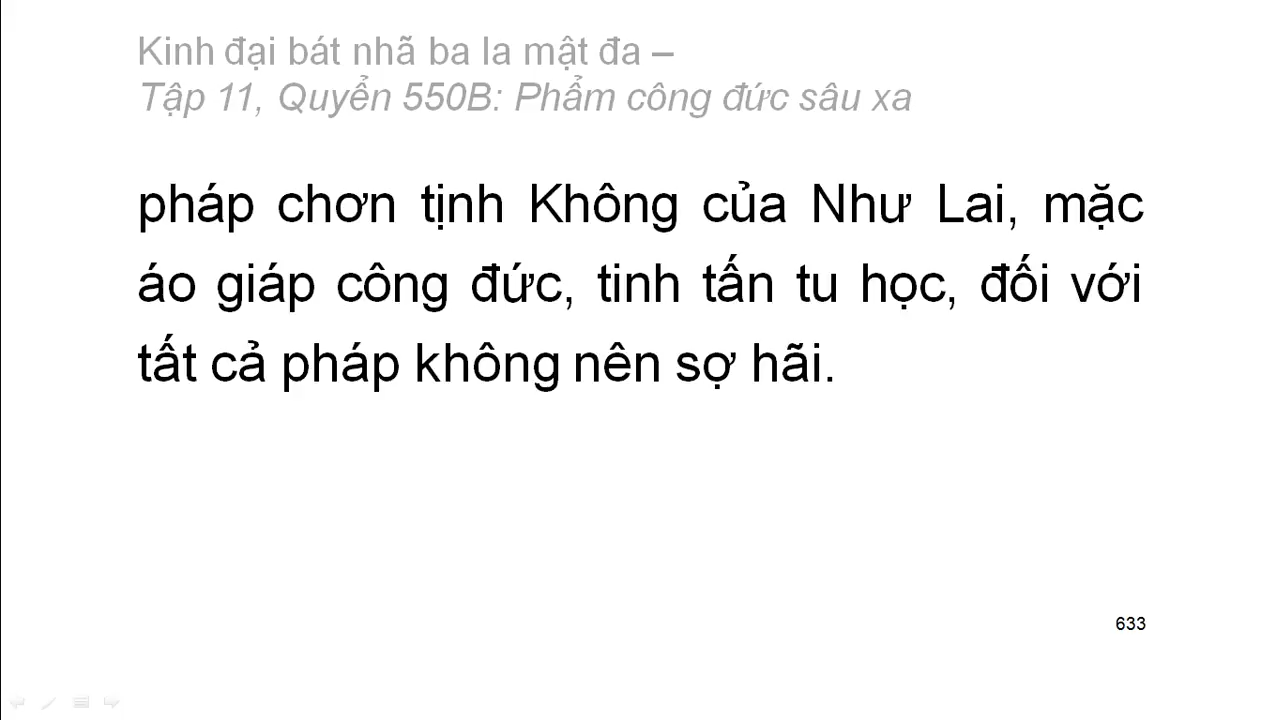 Kinh đại bát nhã ba la mật đa –
Tập 11, Quyển 550B: Phẩm công đức sâu xa
pháp chơn tịnh Không của Như Lai, mặc
áo giáp công đức, tinh tấn tu học, đối với
tất cả pháp không nên sợ hãi.
633